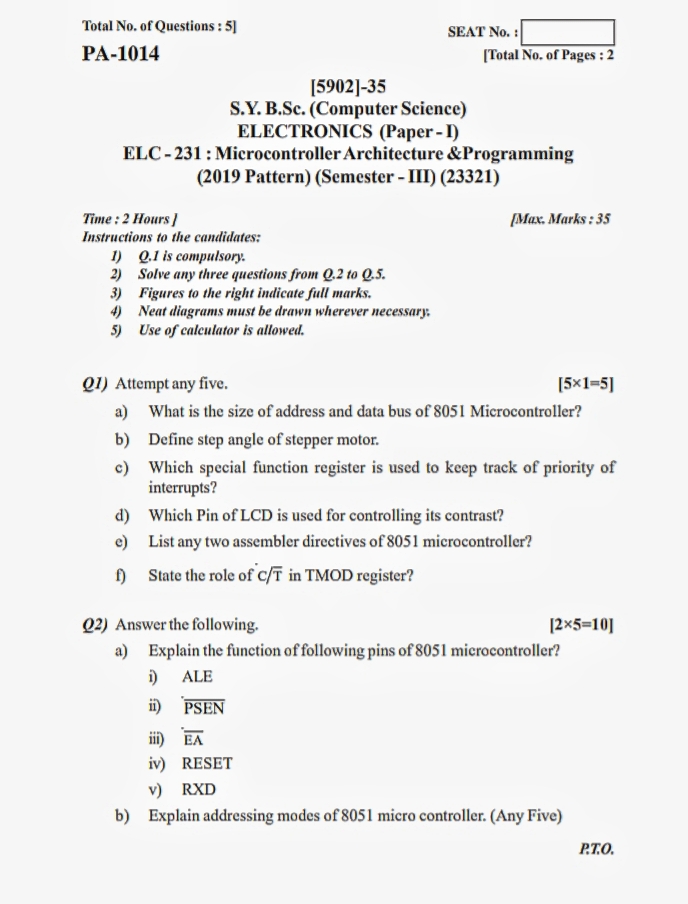 Total No. of Questions : 5]
SEAT No. :
PA-1014
[Total No. of Pages : 2
[5902]-35
S.Y. B.Sc. (Computer Science)
ELECTRONICS (Paper - I)
ELC - 231 : Microcontroller Architecture &Programming
(2019 Pattern) (Semester - III) (23321)
Time : 2 Hours ]
[Max. Marks : 35
Instructions to the candidates:
1) Q.1 is compulsory.
2) Solve any three questions from Q.2 to Q.5.
3) Figures to the right indicate full marks.
4) Neat diagrams must be drawn wherever necessary.
5) Use of calculator is allowed.
Q1) Attempt any five. [5×1=5]
a) What is the size of address and data bus of 8051 Microcontroller?
b) Define step angle of stepper motor.
c) Which special function register is used to keep track of priority of
interrupts?
d) Which Pin of LCD is used for controlling its contrast?
e) List any two assembler directives of 8051 microcontroller?
f) State the role of C/T̅ in TMOD register?
Q2) Answer the following. [2×5=10]
a) Explain the function of following pins of 8051 microcontroller?
i) ALE
ii) P̅S̅E̅N̅
iii) E̅A̅
iv) RESET
v) RXD
b) Explain addressing modes of 8051 micro controller. (Any Five)
P.T.O.